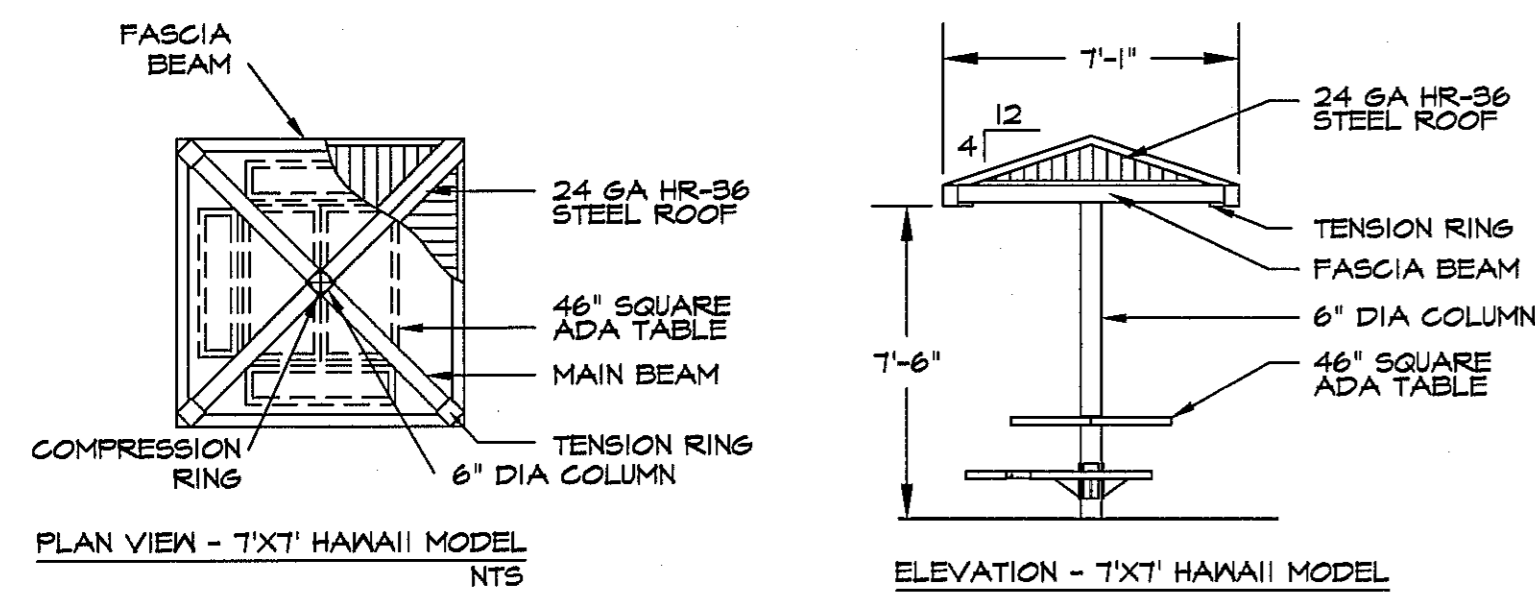 FASCIA
BEAM
24 GA HR-36
STEEL ROOF
46" SQUARE
ADA TABLE
MAIN BEAM
TENSION RING
6" DIA COLUMN
COMPRESSION
RING
PLAN VIEW - 7'X7' HAWAII MODEL
NTS
7'-1"
12
4
24 GA HR-36
STEEL ROOF
TENSION RING
FASCIA BEAM
6" DIA COLUMN
7'-6"
46" SQUARE
ADA TABLE
ELEVATION - 7'X7' HAWAII MODEL